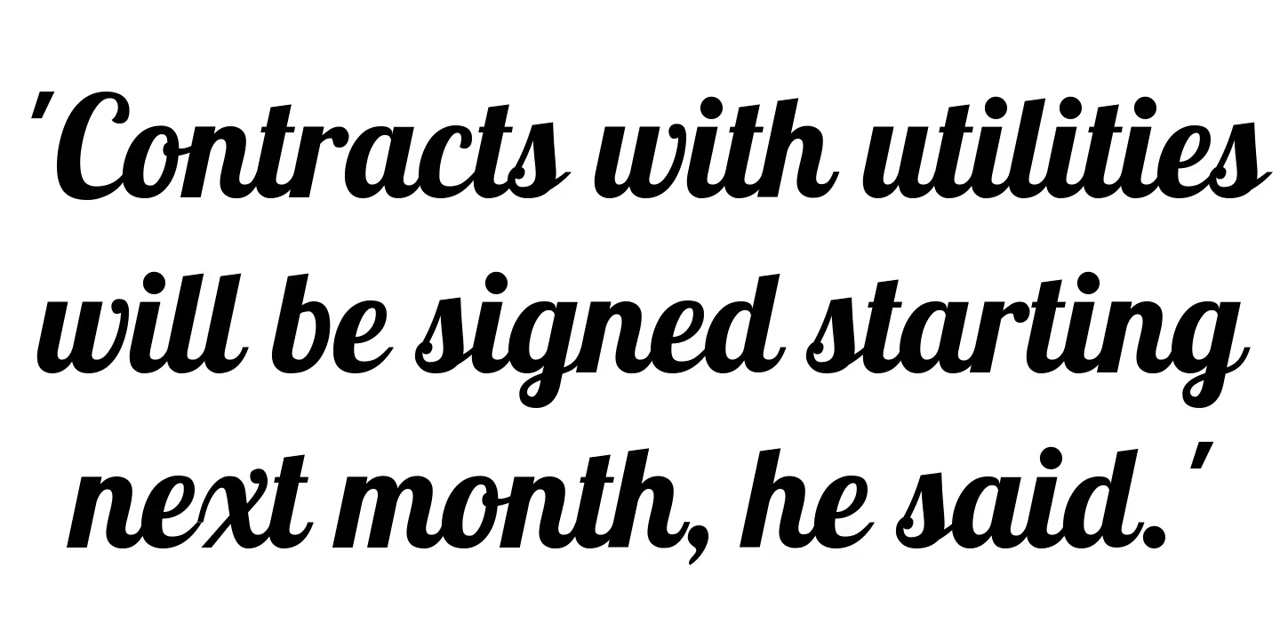 'Contracts with utilities
will be signed starting
next month, he said.'